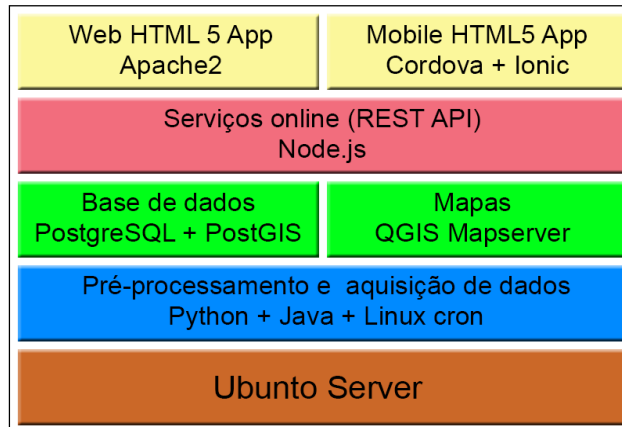 Web HTML 5 App
Apache2
Mobile HTML5 App
Cordova + Ionic
Serviços online (REST API)
Node.js
Base de dados
PostgreSQL + PostGIS
Mapas
QGIS Mapserver
Pré-processamento e aquisição de dados
Python + Java + Linux cron
Ubunto Server